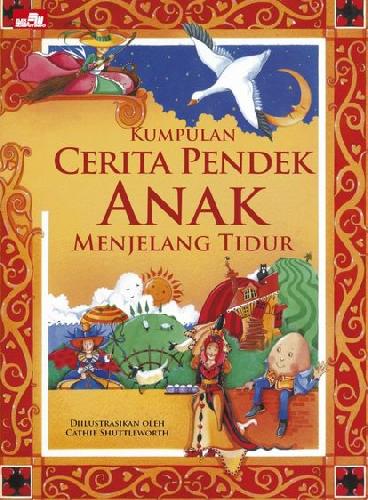 KUMPULAN
CERITA PENDEK
ANAK
MENJELANG TIDUR
DIILUSTRASIKAN OLEH
CATHIE SHUTTLEWORTH